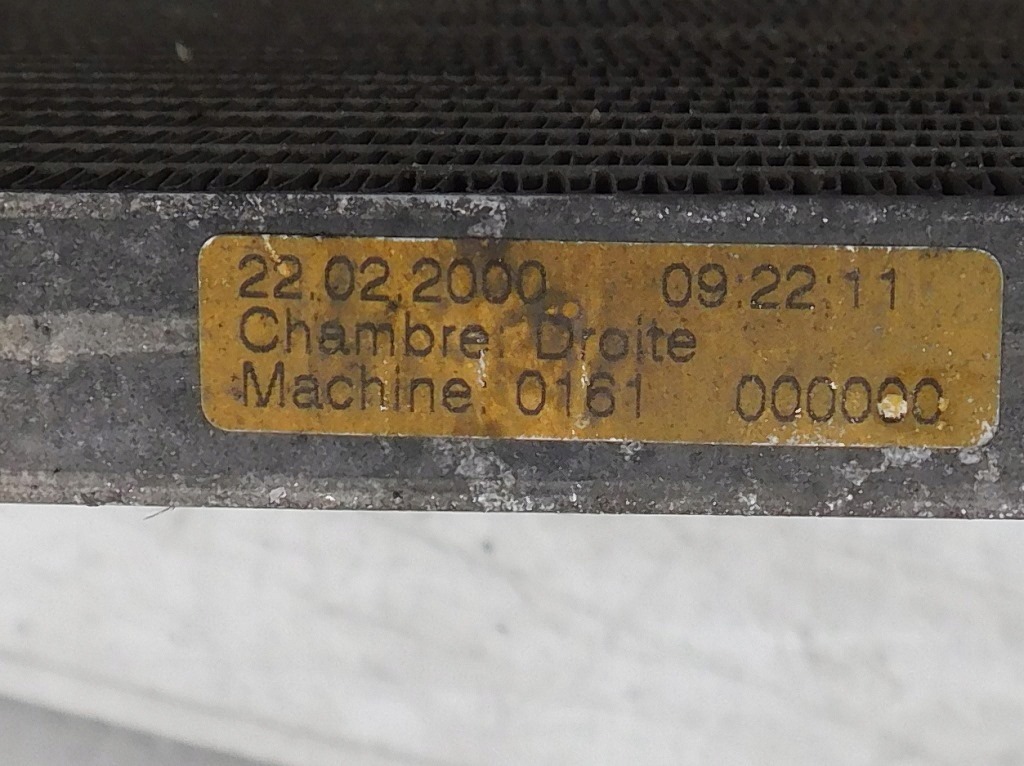 22.02.2000 09:22:11
Chambre Droite
Machine 0161 000000